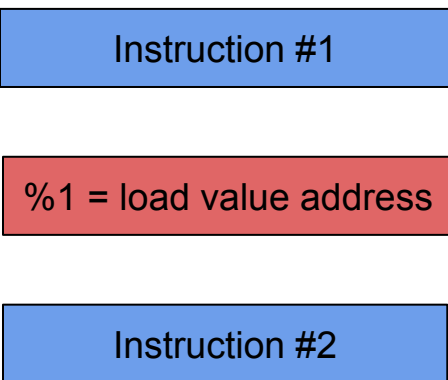 Instruction #1
%1 = load value address
Instruction #2